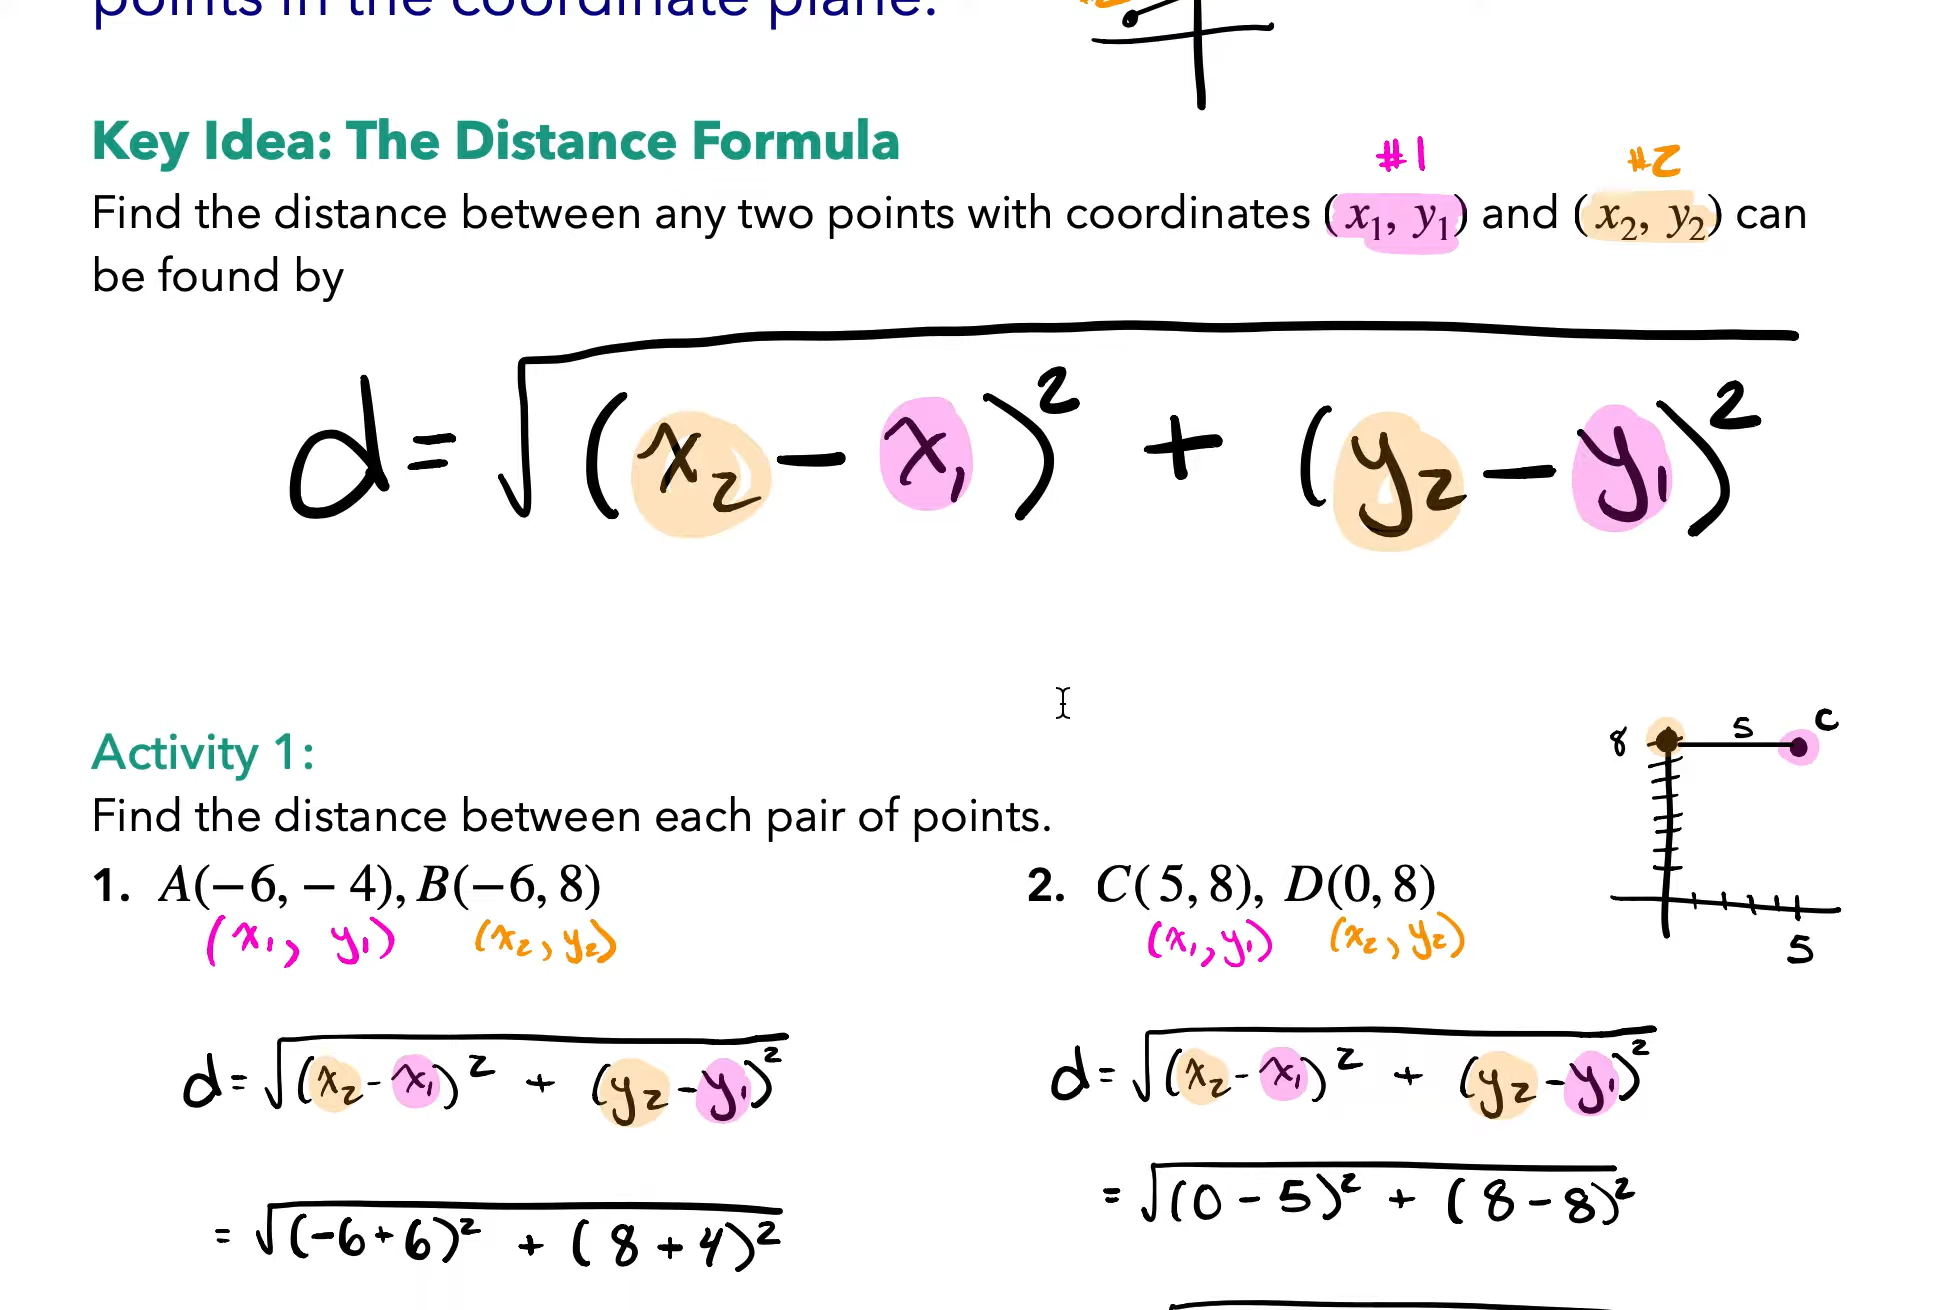 points in the coordinate plane.
Key Idea: The Distance Formula
#1 #2
Find the distance between any two points with coordinates (x₁, y₁) and (x₂, y₂) can
be found by
d = √(x₂ − x₁)² + (y₂ − y₁)²
Activity 1:
8 5 C
5
Find the distance between each pair of points.
1. A(−6, − 4), B(−6, 8)
(x₁, y₁) (x₂, y₂)
d = √(x₂ - x₁)² + (y₂ - y₁)²
= √(-6+6)² + (8+4)²
2. C(5, 8), D(0, 8)
(x₁, y₁) (x₂, y₂)
d = √(x₂ - x₁)² + (y₂ - y₁)²
= √(0 - 5)² + (8 - 8)²